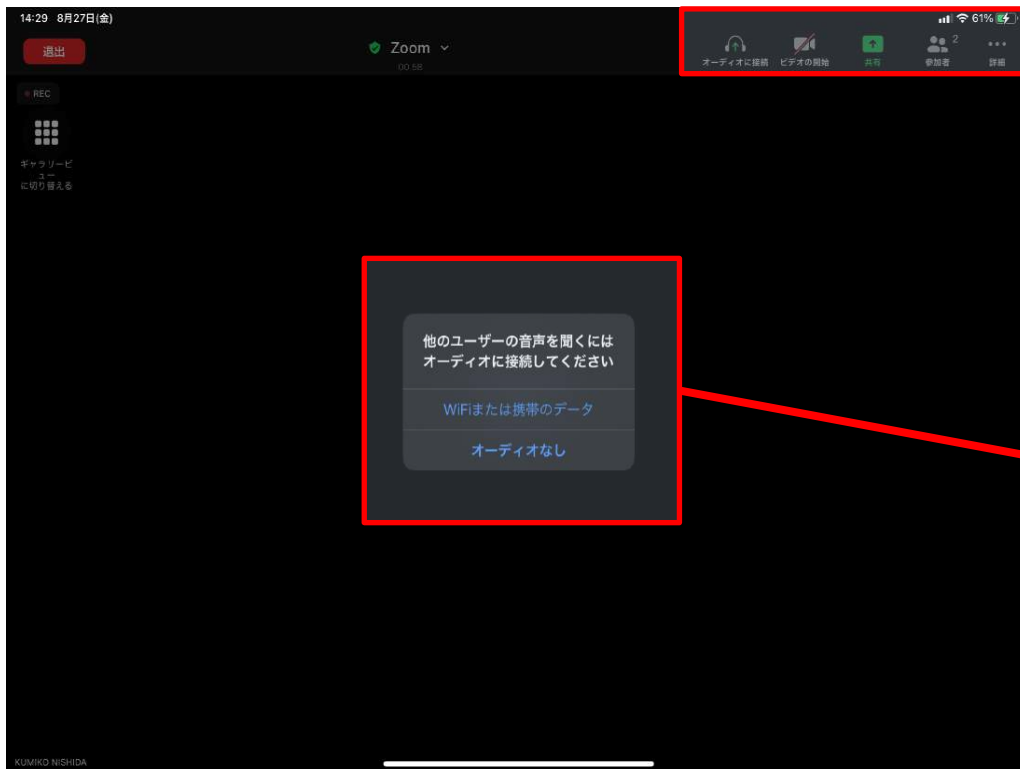 14:29 8月27日(金)
61%
退出
Zoom
00:58
オーディオに接続
ビデオの開始
共有
参加者
2
詳細
REC
ギャラリービ
ュー
に切り替える
他のユーザーの音声を聞くには
オーディオに接続してください
WiFiまたは携帯のデータ
オーディオなし
KUMIKO NISHIDA